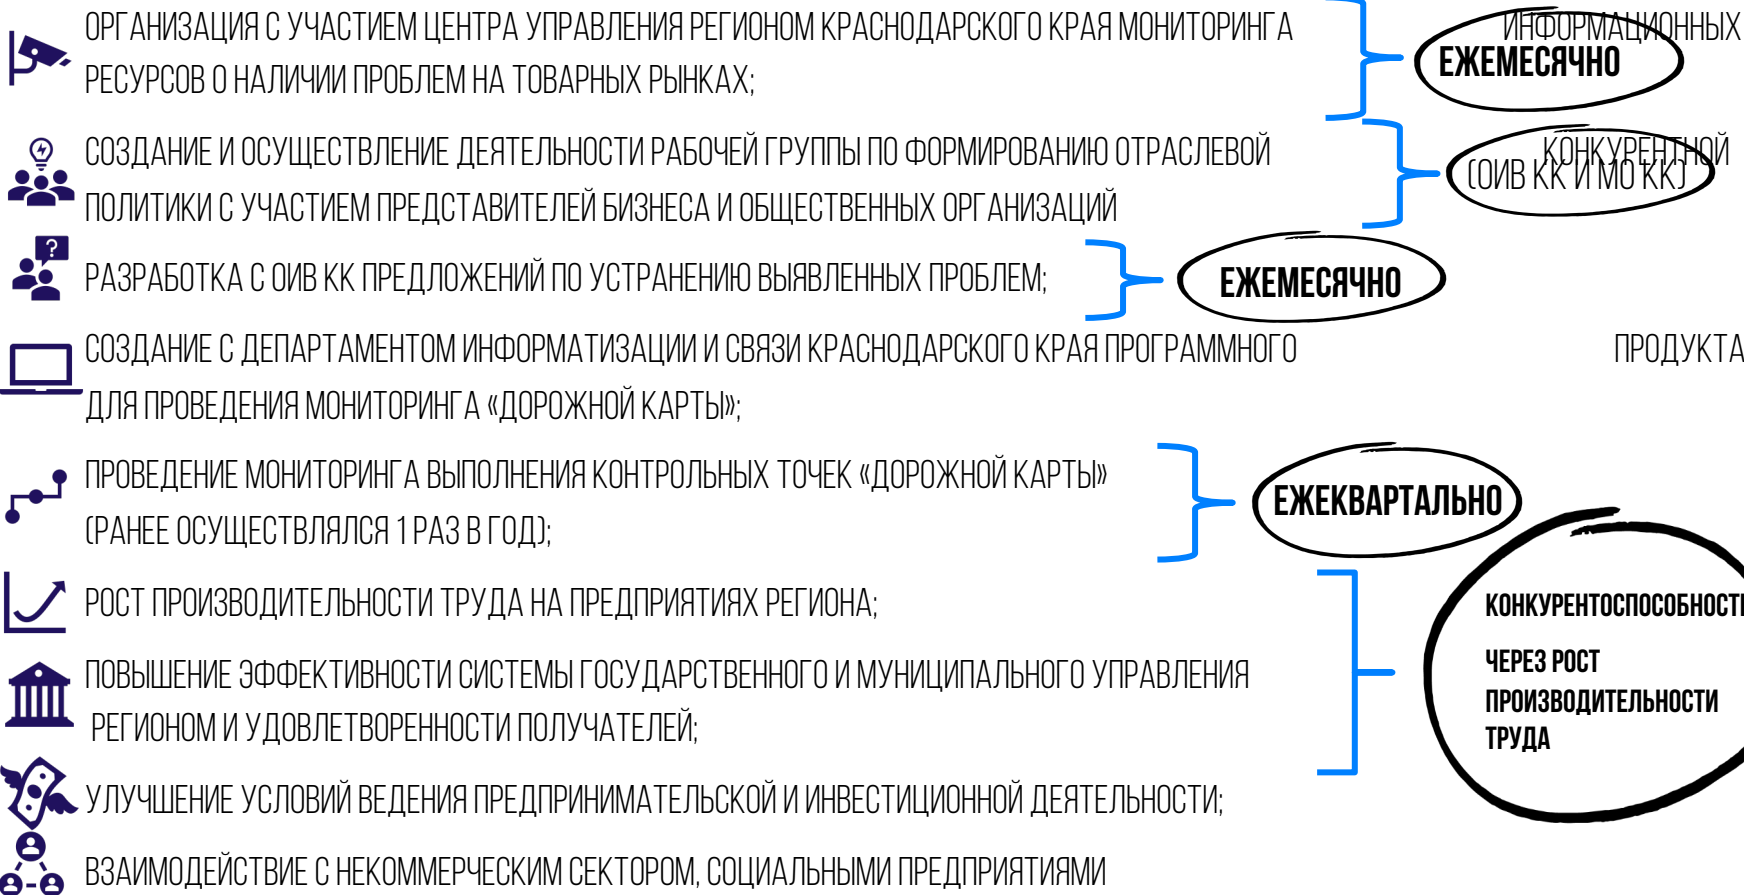 ОРГАНИЗАЦИЯ С УЧАСТИЕМ ЦЕНТРА УПРАВЛЕНИЯ РЕГИОНОМ КРАСНОДАРСКОГО КРАЯ МОНИТОРИНГА ИНФОРМАЦИОННЫХ
РЕСУРСОВ О НАЛИЧИИ ПРОБЛЕМ НА ТОВАРНЫХ РЫНКАХ;
ЕЖЕМЕСЯЧНО
СОЗДАНИЕ И ОСУЩЕСТВЛЕНИЕ ДЕЯТЕЛЬНОСТИ РАБОЧЕЙ ГРУППЫ ПО ФОРМИРОВАНИЮ ОТРАСЛЕВОЙ КОНКУРЕНТНОЙ
ПОЛИТИКИ С УЧАСТИЕМ ПРЕДСТАВИТЕЛЕЙ БИЗНЕСА И ОБЩЕСТВЕННЫХ ОРГАНИЗАЦИЙ
(ОИВ КК И МО КК)
РАЗРАБОТКА С ОИВ КК ПРЕДЛОЖЕНИЙ ПО УСТРАНЕНИЮ ВЫЯВЛЕННЫХ ПРОБЛЕМ;
ЕЖЕМЕСЯЧНО
СОЗДАНИЕ С ДЕПАРТАМЕНТОМ ИНФОРМАТИЗАЦИИ И СВЯЗИ КРАСНОДАРСКОГО КРАЯ ПРОГРАММНОГО ПРОДУКТА
ДЛЯ ПРОВЕДЕНИЯ МОНИТОРИНГА «ДОРОЖНОЙ КАРТЫ»;
ПРОВЕДЕНИЕ МОНИТОРИНГА ВЫПОЛНЕНИЯ КОНТРОЛЬНЫХ ТОЧЕК «ДОРОЖНОЙ КАРТЫ»
(РАНЕЕ ОСУЩЕСТВЛЯЛСЯ 1 РАЗ В ГОД);
ЕЖЕКВАРТАЛЬНО
РОСТ ПРОИЗВОДИТЕЛЬНОСТИ ТРУДА НА ПРЕДПРИЯТИЯХ РЕГИОНА;
ПОВЫШЕНИЕ ЭФФЕКТИВНОСТИ СИСТЕМЫ ГОСУДАРСТВЕННОГО И МУНИЦИПАЛЬНОГО УПРАВЛЕНИЯ
РЕГИОНОМ И УДОВЛЕТВОРЕННОСТИ ПОЛУЧАТЕЛЕЙ;
КОНКУРЕНТОСПОСОБНОСТЬ
ЧЕРЕЗ РОСТ
ПРОИЗВОДИТЕЛЬНОСТИ
ТРУДА
УЛУЧШЕНИЕ УСЛОВИЙ ВЕДЕНИЯ ПРЕДПРИНИМАТЕЛЬСКОЙ И ИНВЕСТИЦИОННОЙ ДЕЯТЕЛЬНОСТИ;
ВЗАИМОДЕЙСТВИЕ С НЕКОММЕРЧЕСКИМ СЕКТОРОМ, СОЦИАЛЬНЫМИ ПРЕДПРИЯТИЯМИ